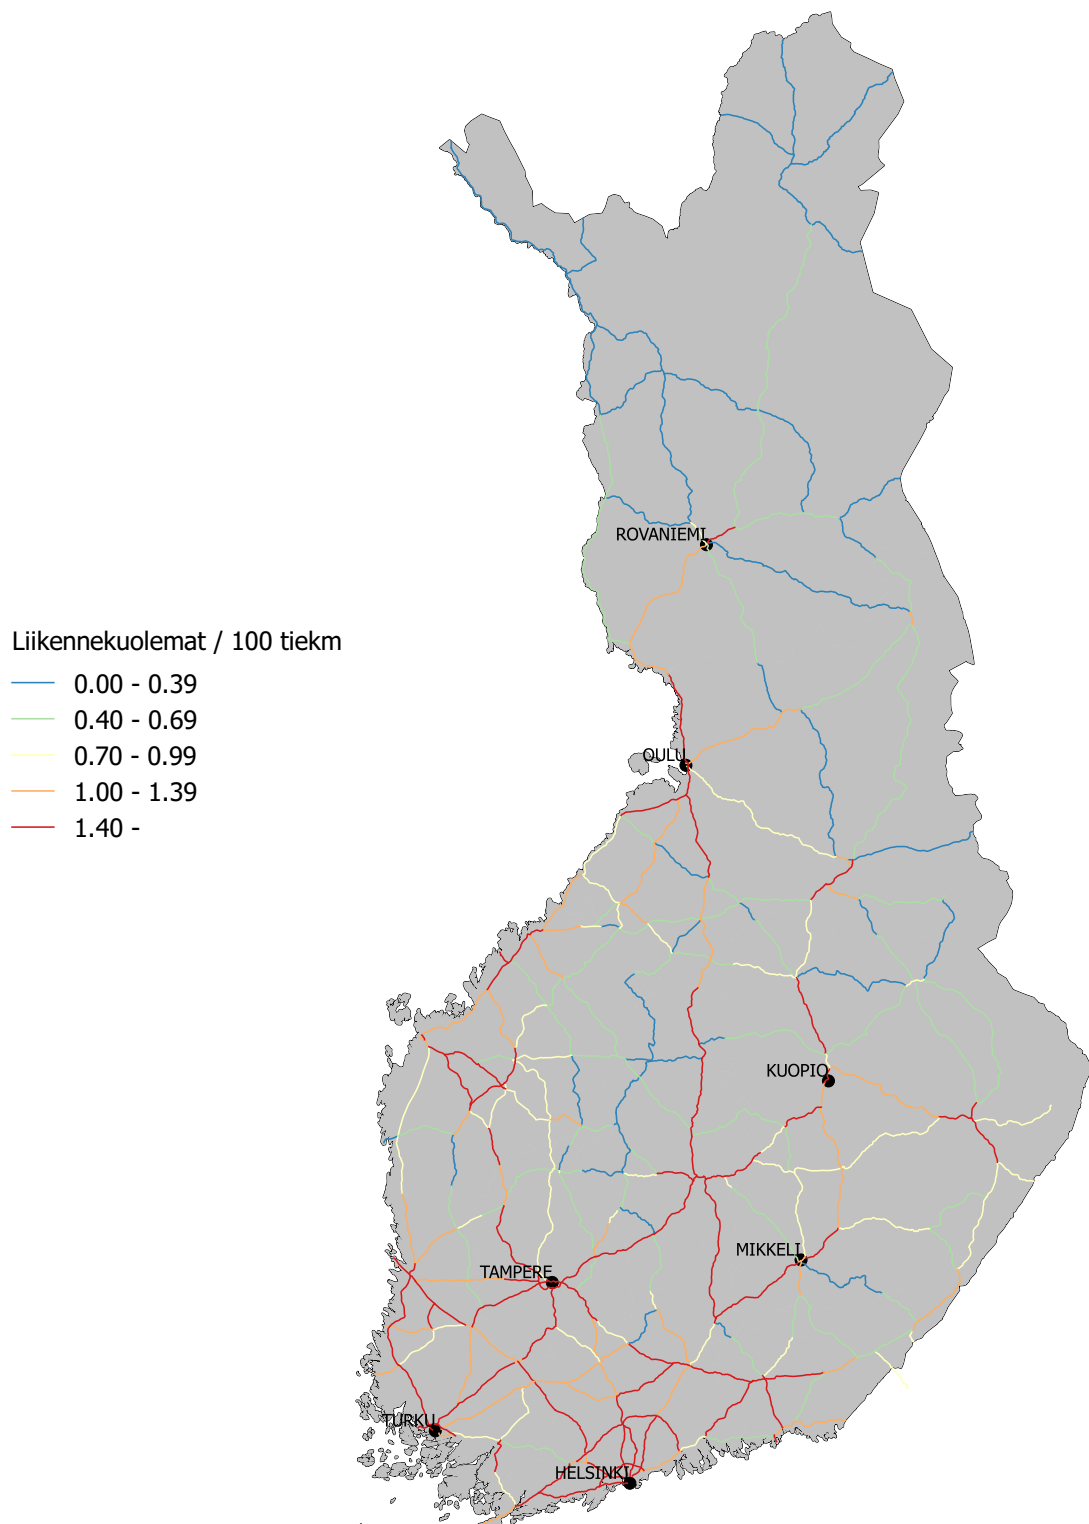 ROVANIEMI
Liikennekuolemat / 100 tiekm
0.00 - 0.39
0.40 - 0.69
0.70 - 0.99
1.00 - 1.39
1.40 -
OULU
KUOPIO
MIKKELI
TAMPERE
TURKU
HELSINKI